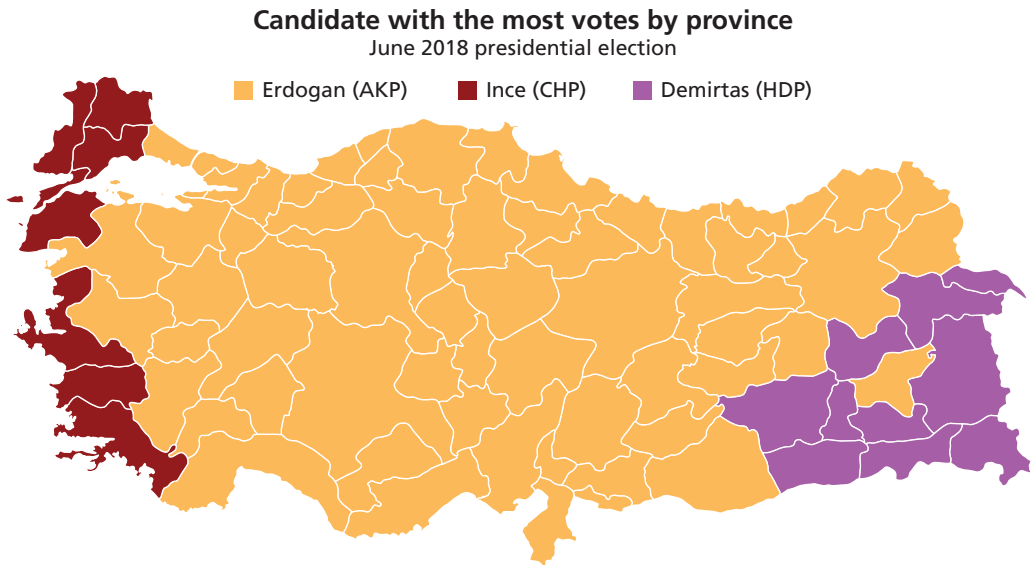 Candidate with the most votes by province
June 2018 presidential election
Erdogan (AKP) Ince (CHP) Demirtas (HDP)